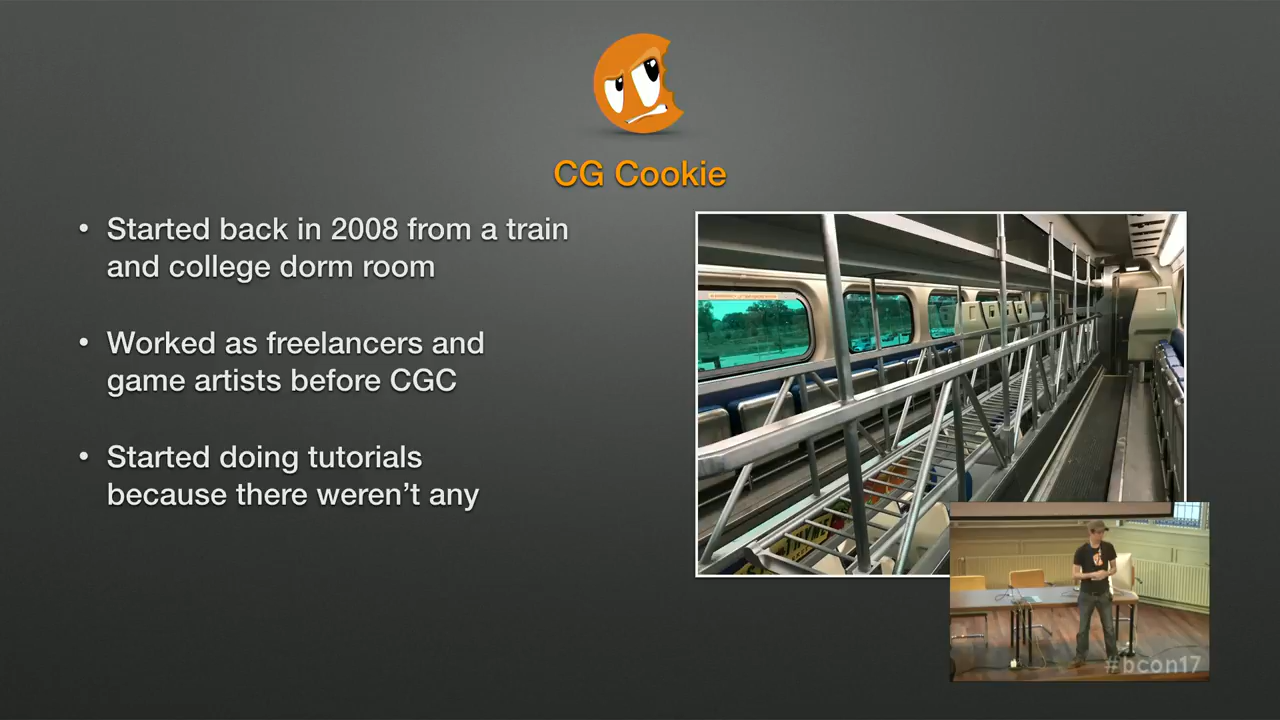 CG Cookie
• Started back in 2008 from a train
and college dorm room
• Worked as freelancers and
game artists before CGC
• Started doing tutorials
because there weren’t any
#bcon17